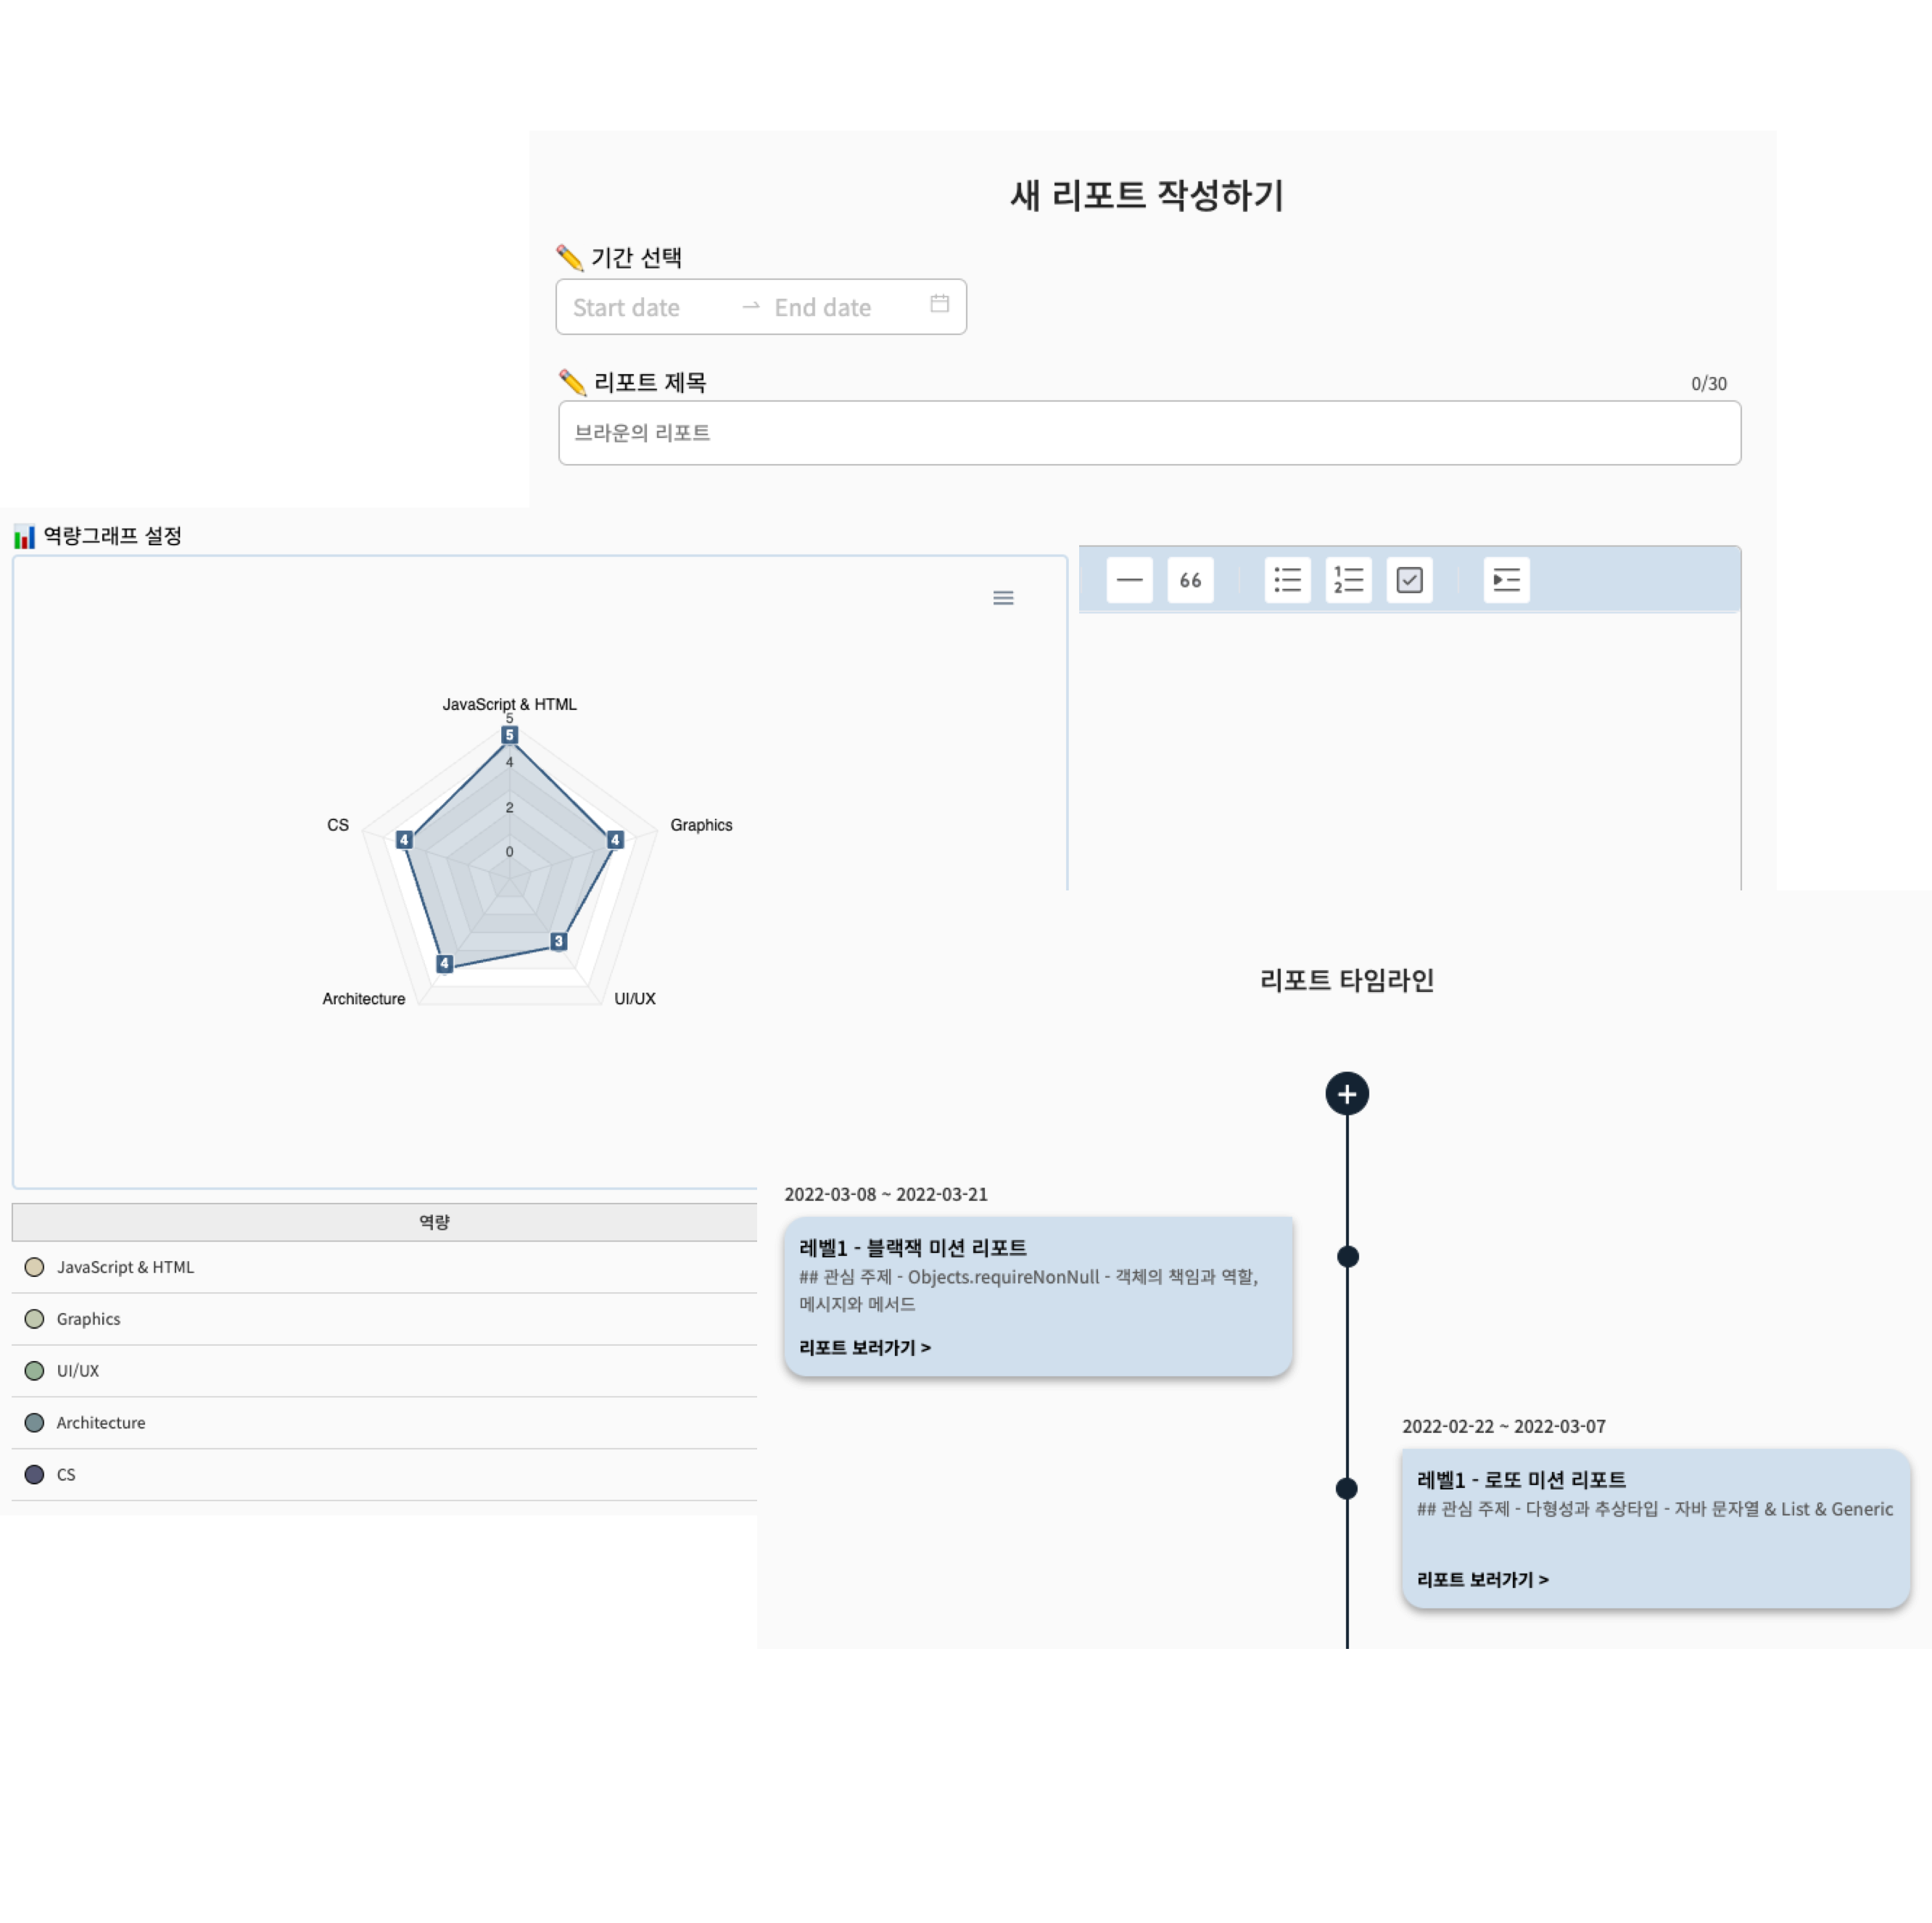 새 리포트 작성하기
기간 선택
Start date → End date
리포트 제목
0/30
브라운의 리포트
역량그래프 설정
JavaScript & HTML
5
5
4
2
0
CS
4
4
Graphics
4
3
Architecture
UI/UX
역량
JavaScript & HTML
Graphics
UI/UX
Architecture
CS
66
1
2
리포트 타임라인
+
2022-03-08 ~ 2022-03-21
레벨1 - 블랙잭 미션 리포트
## 관심 주제 - Objects.requireNonNull - 객체의 책임과 역할,
메시지와 메서드
리포트 보러가기 >
2022-02-22 ~ 2022-03-07
레벨1 - 로또 미션 리포트
## 관심 주제 - 다형성과 추상타입 - 자바 문자열 & List & Generic
리포트 보러가기 >